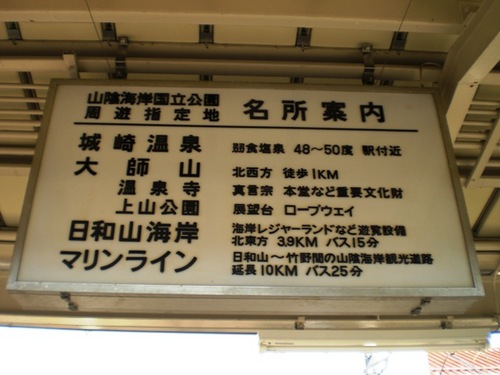 山陰海岸国立公園
周遊指定地
名所案内
城崎温泉 弱食塩泉 48〜50度 駅付近
大師山 北西方 徒歩1KM
温泉寺 真言宗 本堂など重要文化財
上山公園 展望台 ロープウェイ
日和山海岸 海岸レジャーランドなど遊覧設備
北東方 3.9KM バス15分
マリンライン 日和山〜竹野間の山陰海岸観光道路
延長10KM バス25分